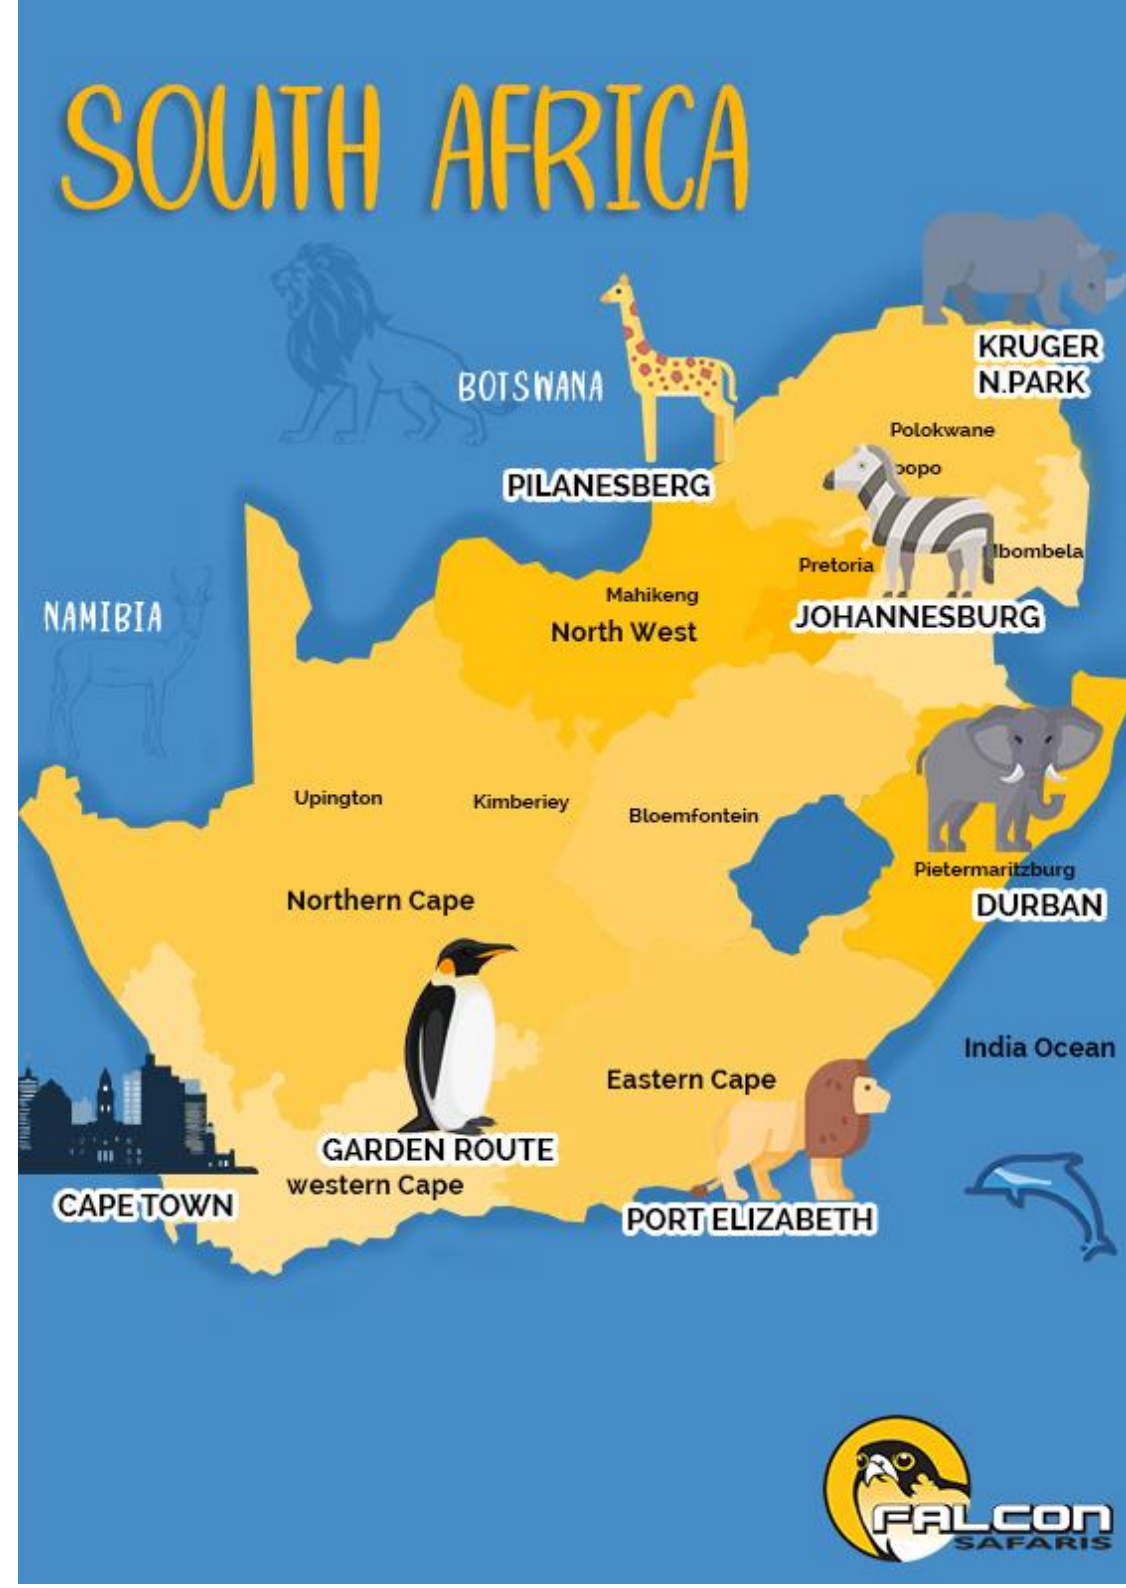 SOUTH AFRICA
KRUGER
N.PARK
BOTSWANA
Polokwane
PILANESBERG
Pretoria
Mahikeng
JOHANNESBURG
NAMIBIA
North West
Upington
Kimberiey
Bloemfontein
Pietermaritzburg
DURBAN
Northern Cape
India Ocean
Eastern Cape
GARDEN ROUTE
western Cape
CAPE TOWN
PORT ELIZABETH
FALCON
SAFARIS